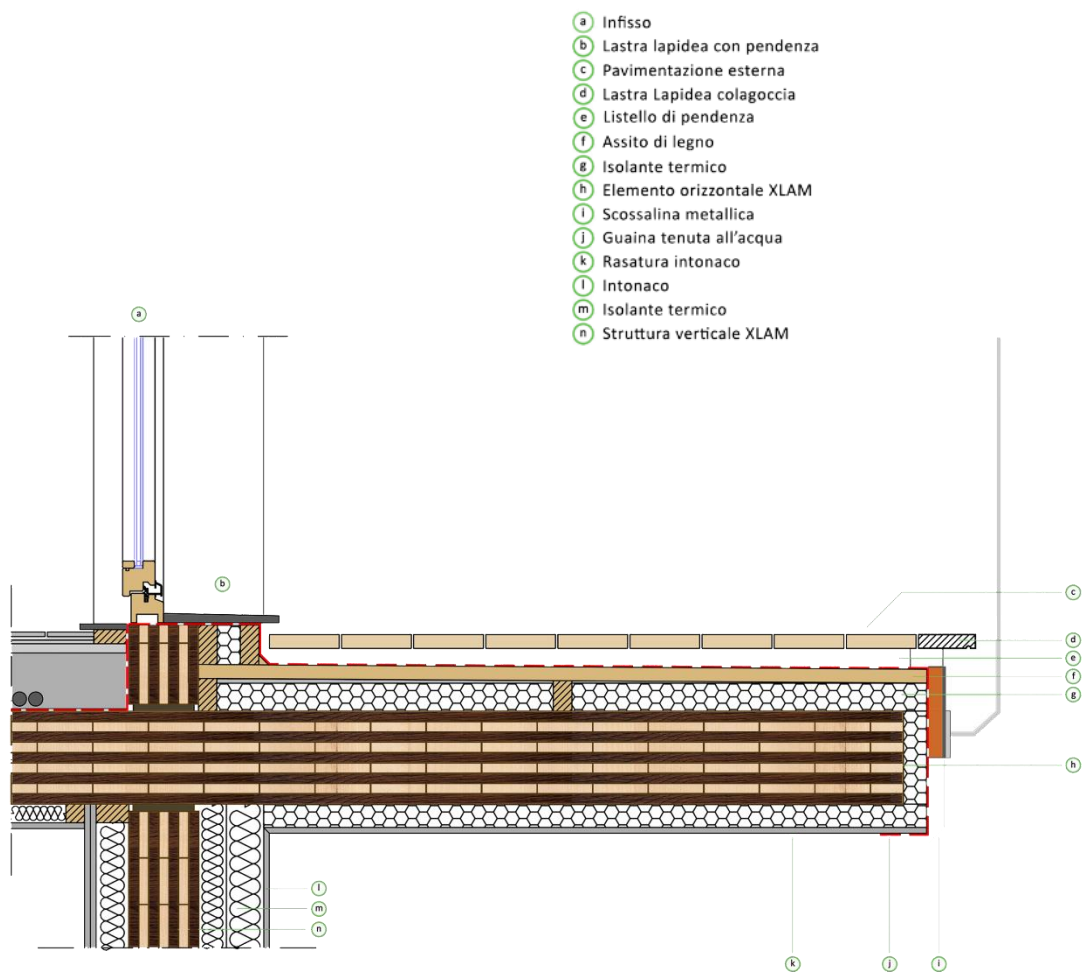 a Infisso
b Lastra lapidea con pendenza
c Pavimentazione esterna
d Lastra Lapidea colagoccia
e Listello di pendenza
f Assito di legno
g Isolante termico
h Elemento orizzontale XLAM
i Scossalina metallica
j Guaina tenuta all'acqua
k Rasatura intonaco
l Intonaco
m Isolante termico
n Struttura verticale XLAM
a
b
c
d
e
f
g
h
l
m
n
k j i